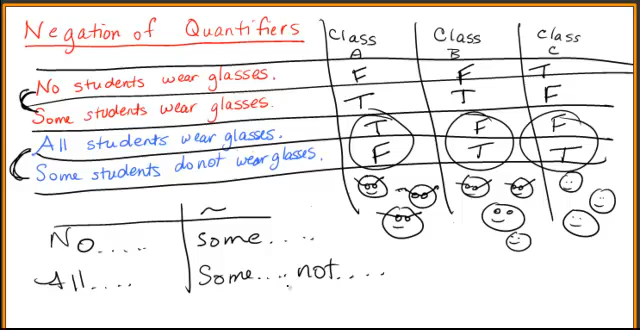 Negation of Quantifiers
Class A
Class B
Class C
No students wear glasses. F F T
Some students wear glasses. T T F
All students wear glasses. T F F
Some students do not wear glasses. F T T
~
No..... Some....
All.... Some....not....